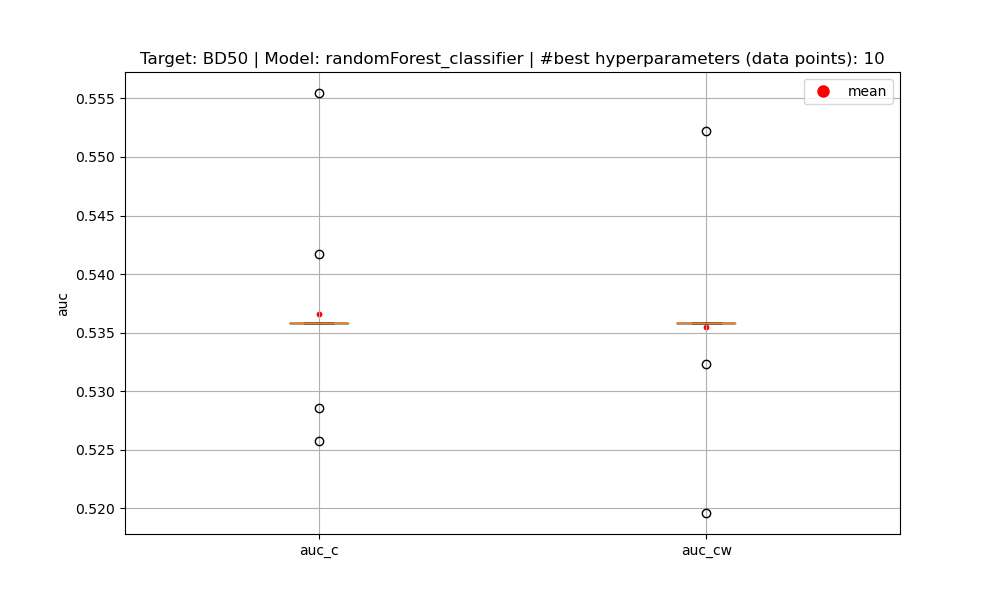 Target: BD50 | Model: randomForest_classifier | #best hyperparameters (data points): 10
mean
0.555
0.550
0.545
0.540
0.535
0.530
0.525
0.520
auc
auc_c
auc_cw